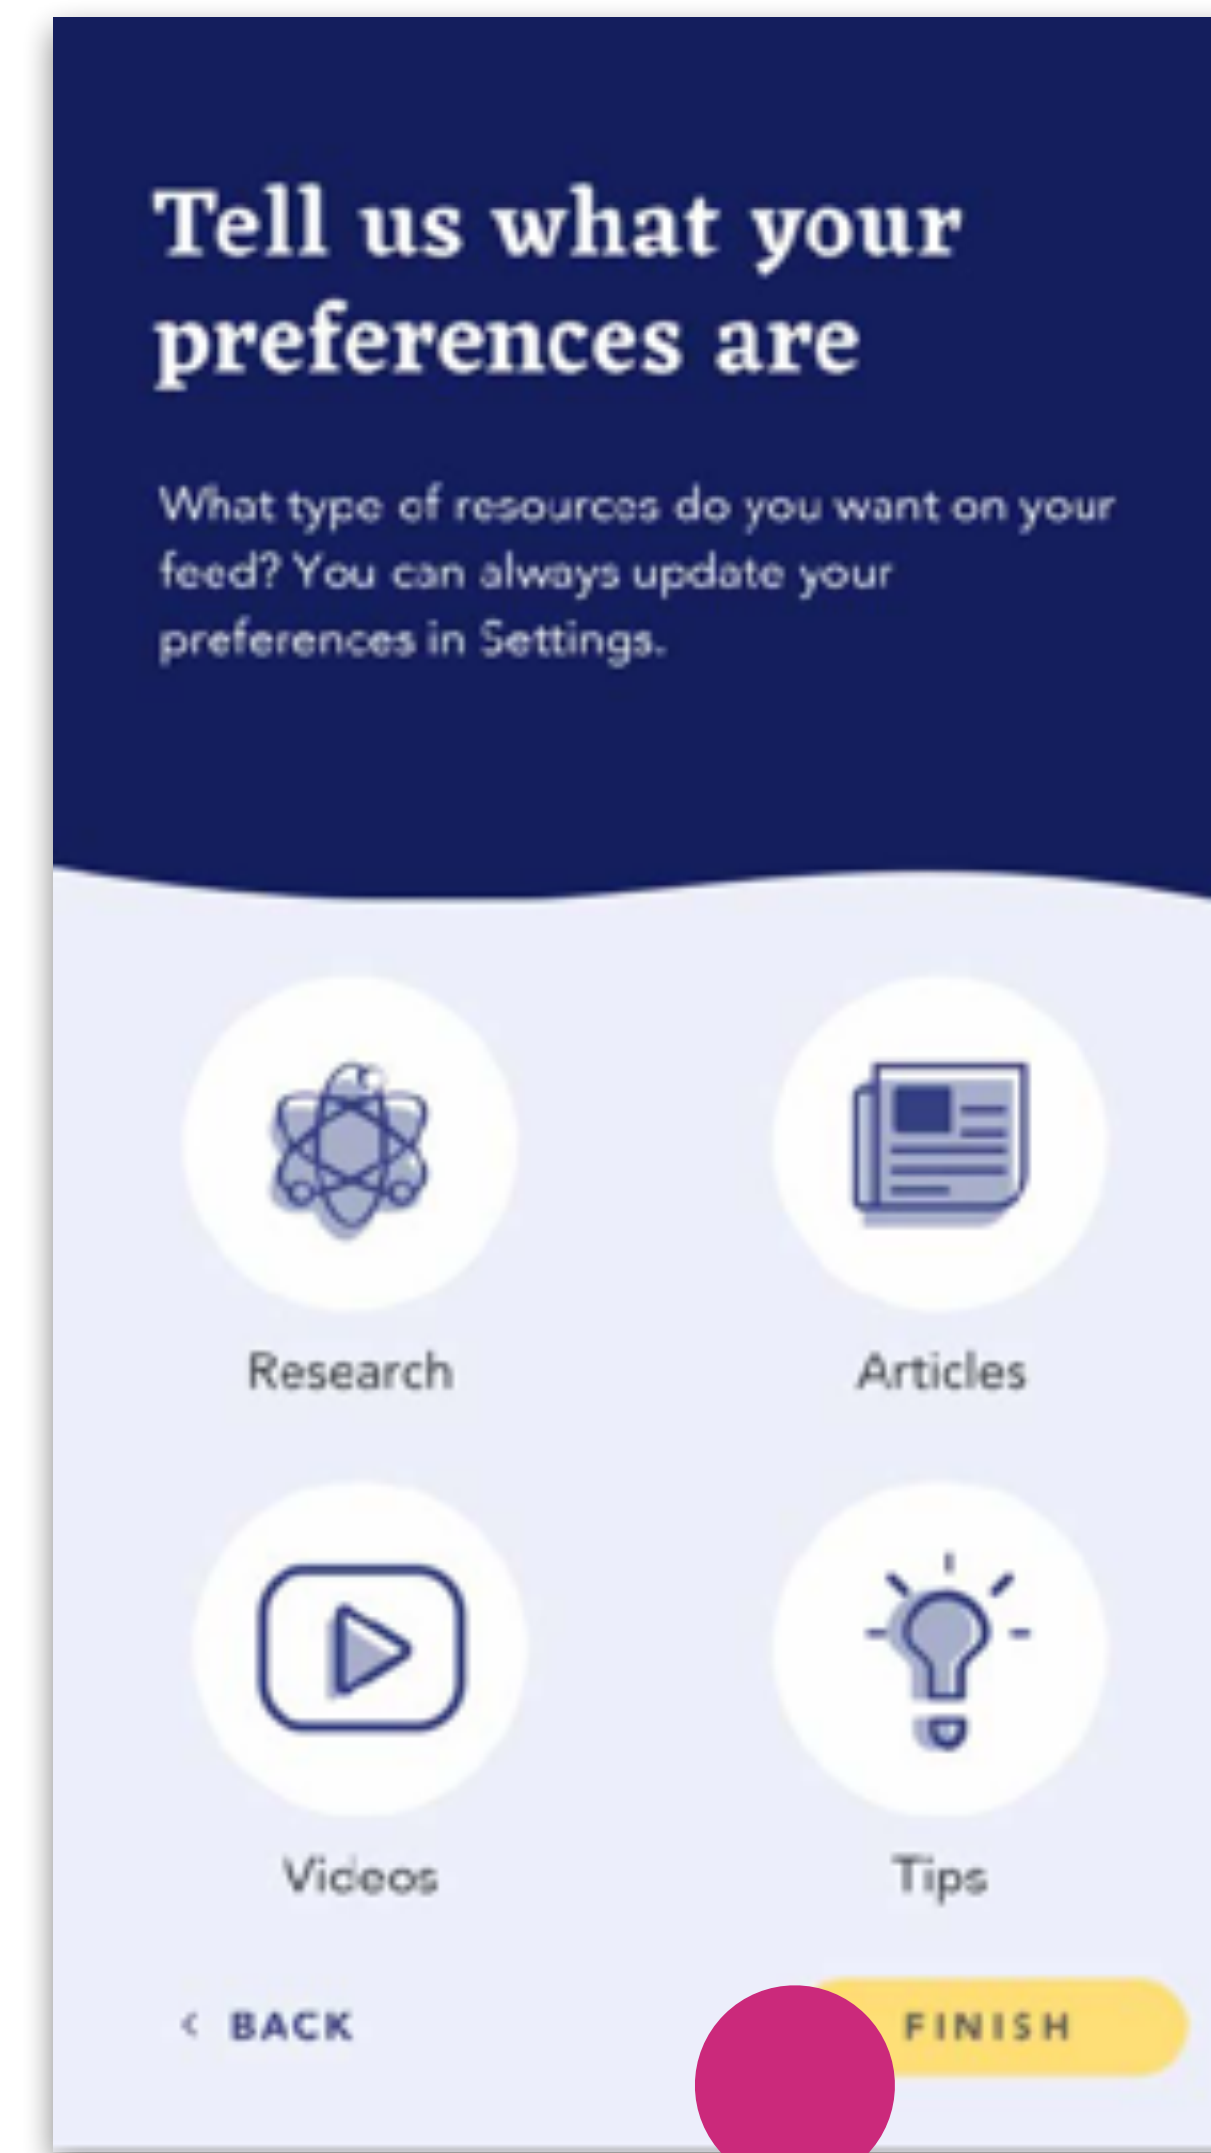 Tell us what your
preferences are
What type of resources do you want on your
feed? You can always update your
preferences in Settings.
Research
Articles
Videos
Tips
< BACK
FINISH